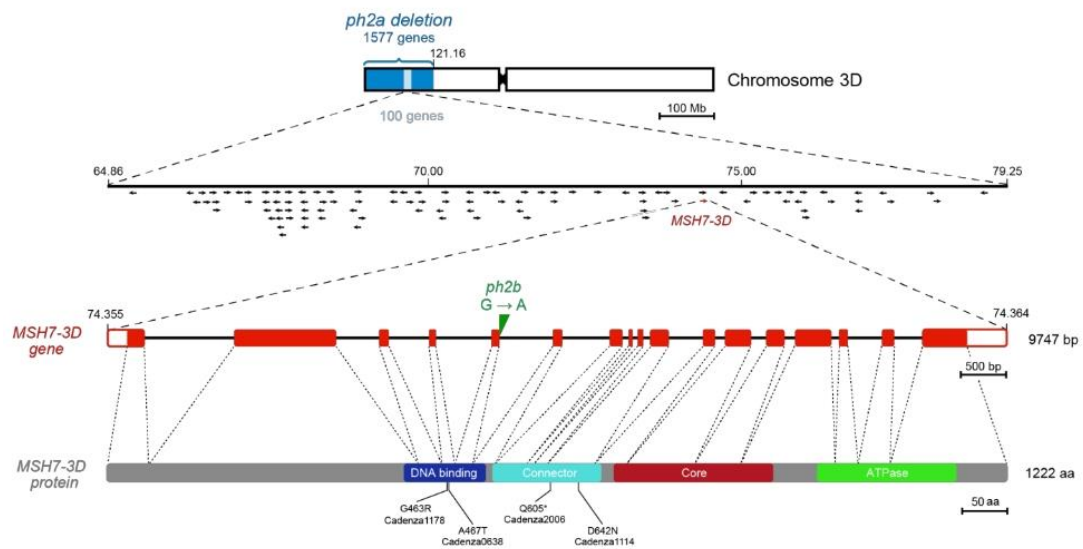 ph2a deletion
1577 genes
121.16
Chromosome 3D
100 genes
100 Mb
64.86
70.00
75.00
79.25
MSH7-3D
ph2b
G → A
74.355
74.364
MSH7-3D
gene
9747 bp
500 bp
MSH7-3D
protein
DNA binding
Connector
Core
ATPase
1222 aa
50 aa
G463R
Cadenza1178
A467T
Cadenza0638
Q605*
Cadenza2006
D642N
Cadenza1114